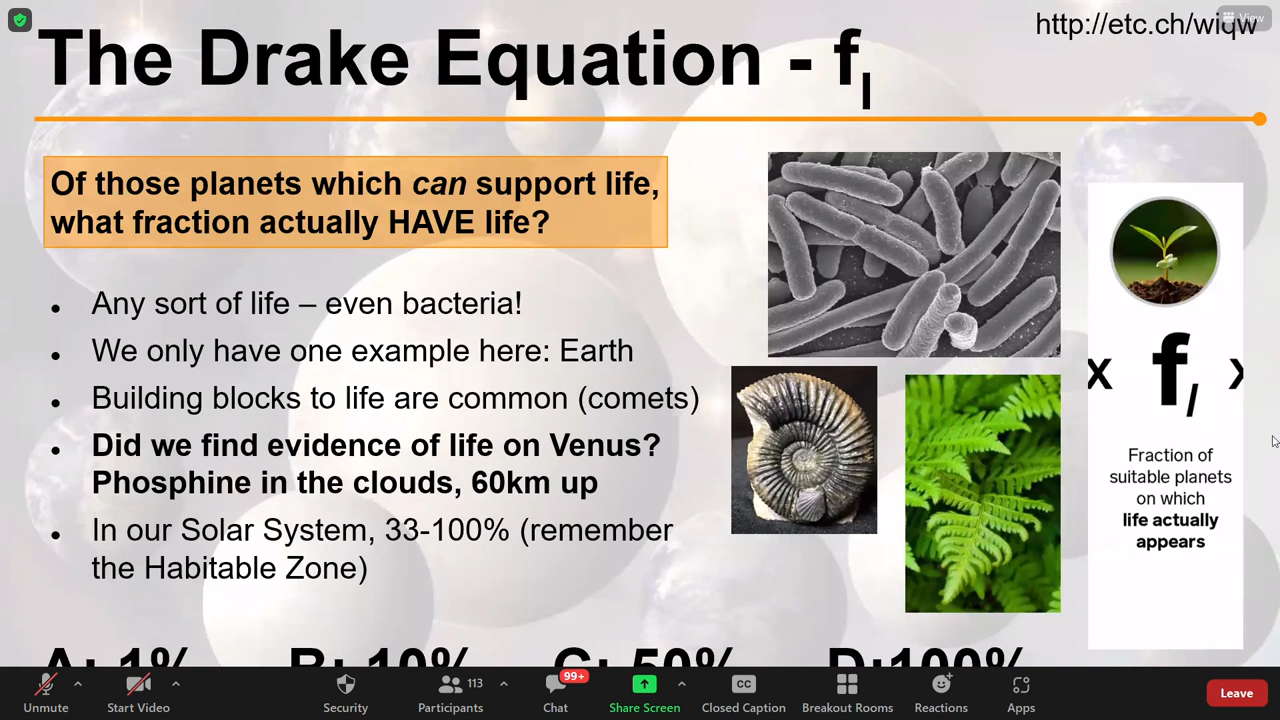 http://etc.ch/wiqw
View
The Drake Equation - fl
Of those planets which can support life,
what fraction actually HAVE life?
• Any sort of life – even bacteria!
• We only have one example here: Earth
• Building blocks to life are common (comets)
• Did we find evidence of life on Venus?
Phosphine in the clouds, 60km up
• In our Solar System, 33-100% (remember
the Habitable Zone)
x fl x
Fraction of
suitable planets
on which
life actually
appears
A: 1% B: 10% C: 50% D:100%
113
99+
CC
Unmute Start Video Security Participants Chat Share Screen Closed Caption Breakout Rooms Reactions Apps Leave